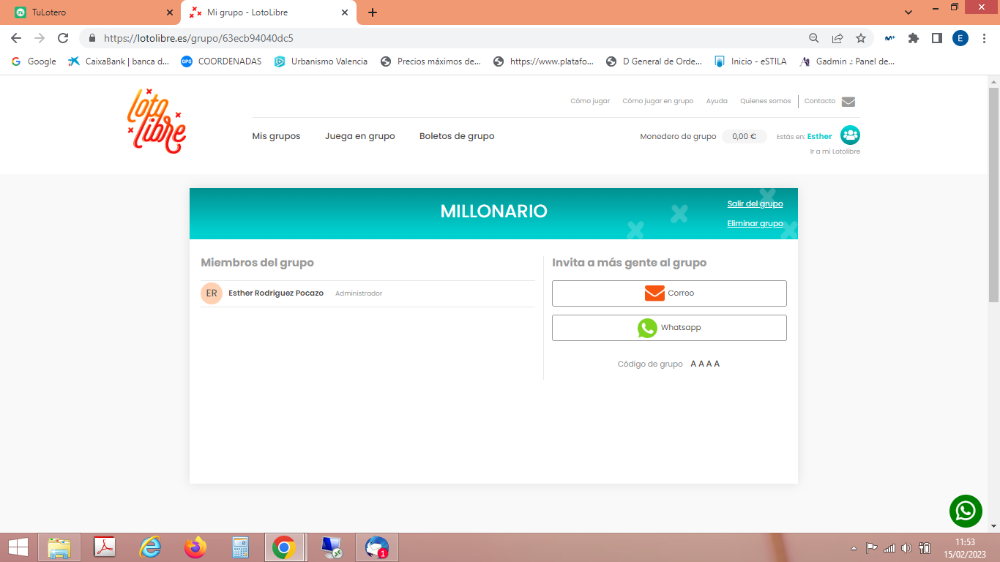 TuLotero
Mi grupo - LotoLibre
https://lotolibre.es/grupo/63ecb94040dc5
E
Google
CaixaBank | banca d...
GPS
COORDENADAS
Urbanismo Valencia
Precios máximos de...
https://www.platafo...
D General de Orde...
Inicio - eSTILA
Gadmin .: Panel de...
loto
libre
Cómo jugar
Cómo jugar en grupo
Ayuda
Quienes somos
Contacto
Mis grupos
Juega en grupo
Boletos de grupo
Monedero de grupo
0,00 €
Estás en: Esther
Ir a mi Lotolibre
MILLONARIO
Salir del grupo
Eliminar grupo
Miembros del grupo
ER
Esther Rodriguez Pocazo
Administrador
Invita a más gente al grupo
Correo
Whatsapp
Código de grupo
A A A A
1
11:53
15/02/2023